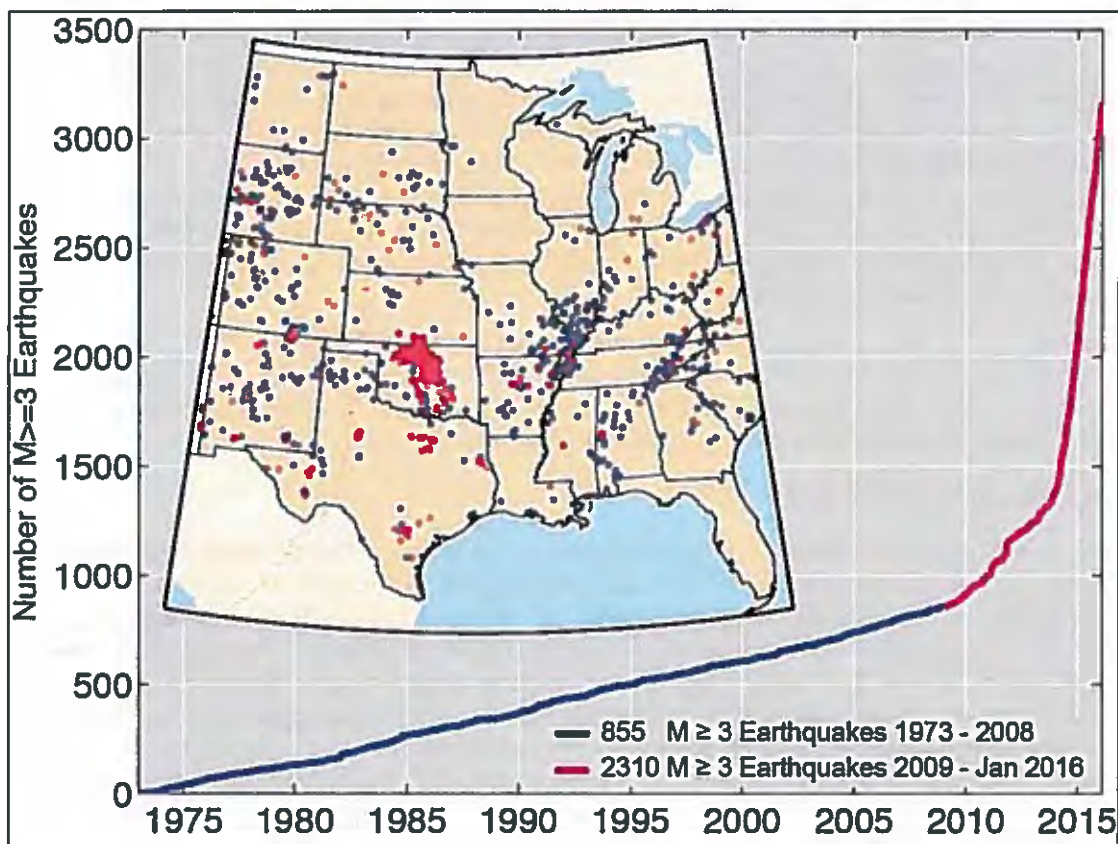 Number of M>=3 Earthquakes
3500
3000
2500
2000
1500
1000
500
0
1975 1980 1985 1990 1995 2000 2005 2010 2015
855 M ≥ 3 Earthquakes 1973 - 2008
2310 M ≥ 3 Earthquakes 2009 - Jan 2016